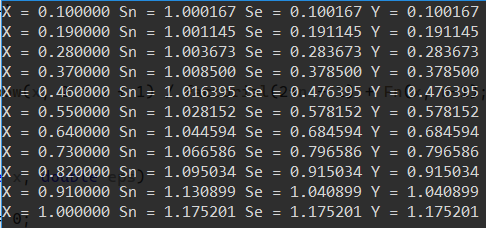 X = 0.100000 Sn = 1.000167 Se = 0.100167 Y = 0.100167
X = 0.190000 Sn = 1.001145 Se = 0.191145 Y = 0.191145
X = 0.280000 Sn = 1.003673 Se = 0.283673 Y = 0.283673
X = 0.370000 Sn = 1.008500 Se = 0.378500 Y = 0.378500
X = 0.460000 Sn = 1.016395 Se = 0.476395 Y = 0.476395
X = 0.550000 Sn = 1.028152 Se = 0.578152 Y = 0.578152
X = 0.640000 Sn = 1.044594 Se = 0.684594 Y = 0.684594
X = 0.730000 Sn = 1.066586 Se = 0.796586 Y = 0.796586
X = 0.820000 Sn = 1.095034 Se = 0.915034 Y = 0.915034
X = 0.910000 Sn = 1.130899 Se = 1.040899 Y = 1.040899
X = 1.000000 Sn = 1.175201 Se = 1.175201 Y = 1.175201